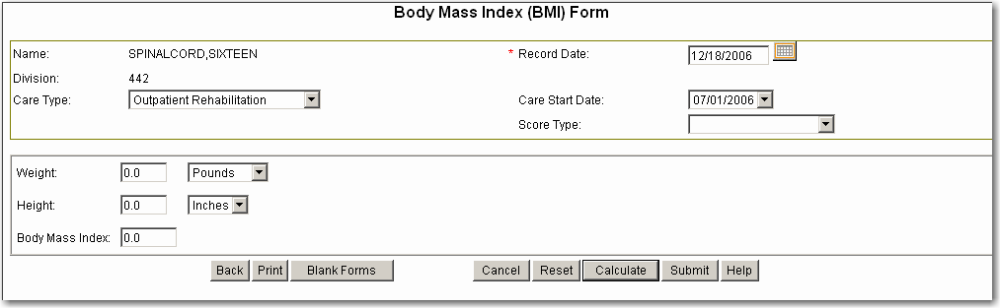 Body Mass Index (BMI) Form
Name: SPINALCORD,SIXTEEN * Record Date: 12/18/2006
Division: 442
Care Type: Outpatient Rehabilitation Care Start Date: 07/01/2006
Score Type:
Weight: 0.0 Pounds
Height: 0.0 Inches
Body Mass Index: 0.0
Back Print Blank Forms Cancel Reset Calculate Submit Help